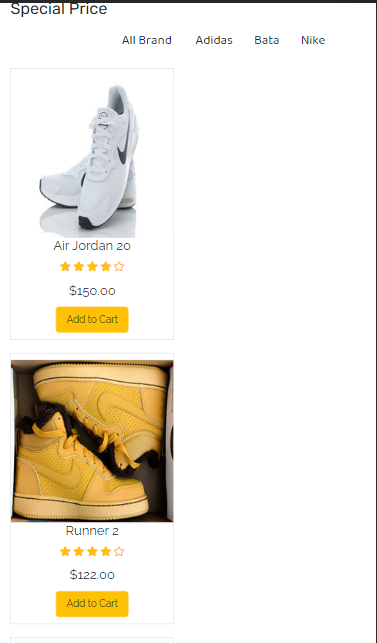 Special Price
All Brand Adidas Bata Nike
Air Jordan 20
$150.00
Add to Cart
Runner 2
$122.00
Add to Cart